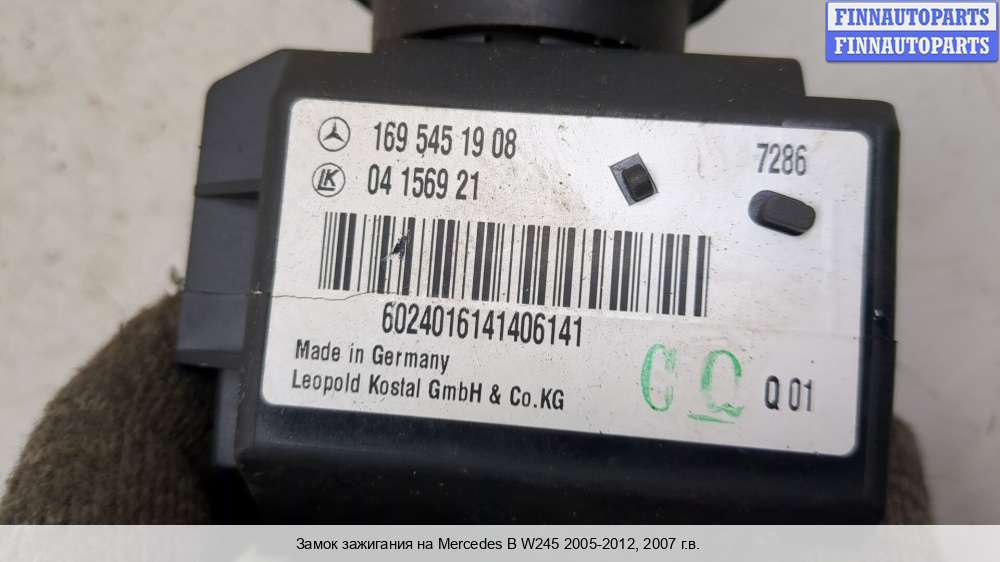 FINNAUTOPARTS
FINNAUTOPARTS
169 545 19 08
7286
LK
04 1569 21
6024016141406141
Made in Germany
Leopold Kostal GmbH & Co.KG
Q 01
Замок зажигания на Mercedes B W245 2005-2012, 2007 г.в.